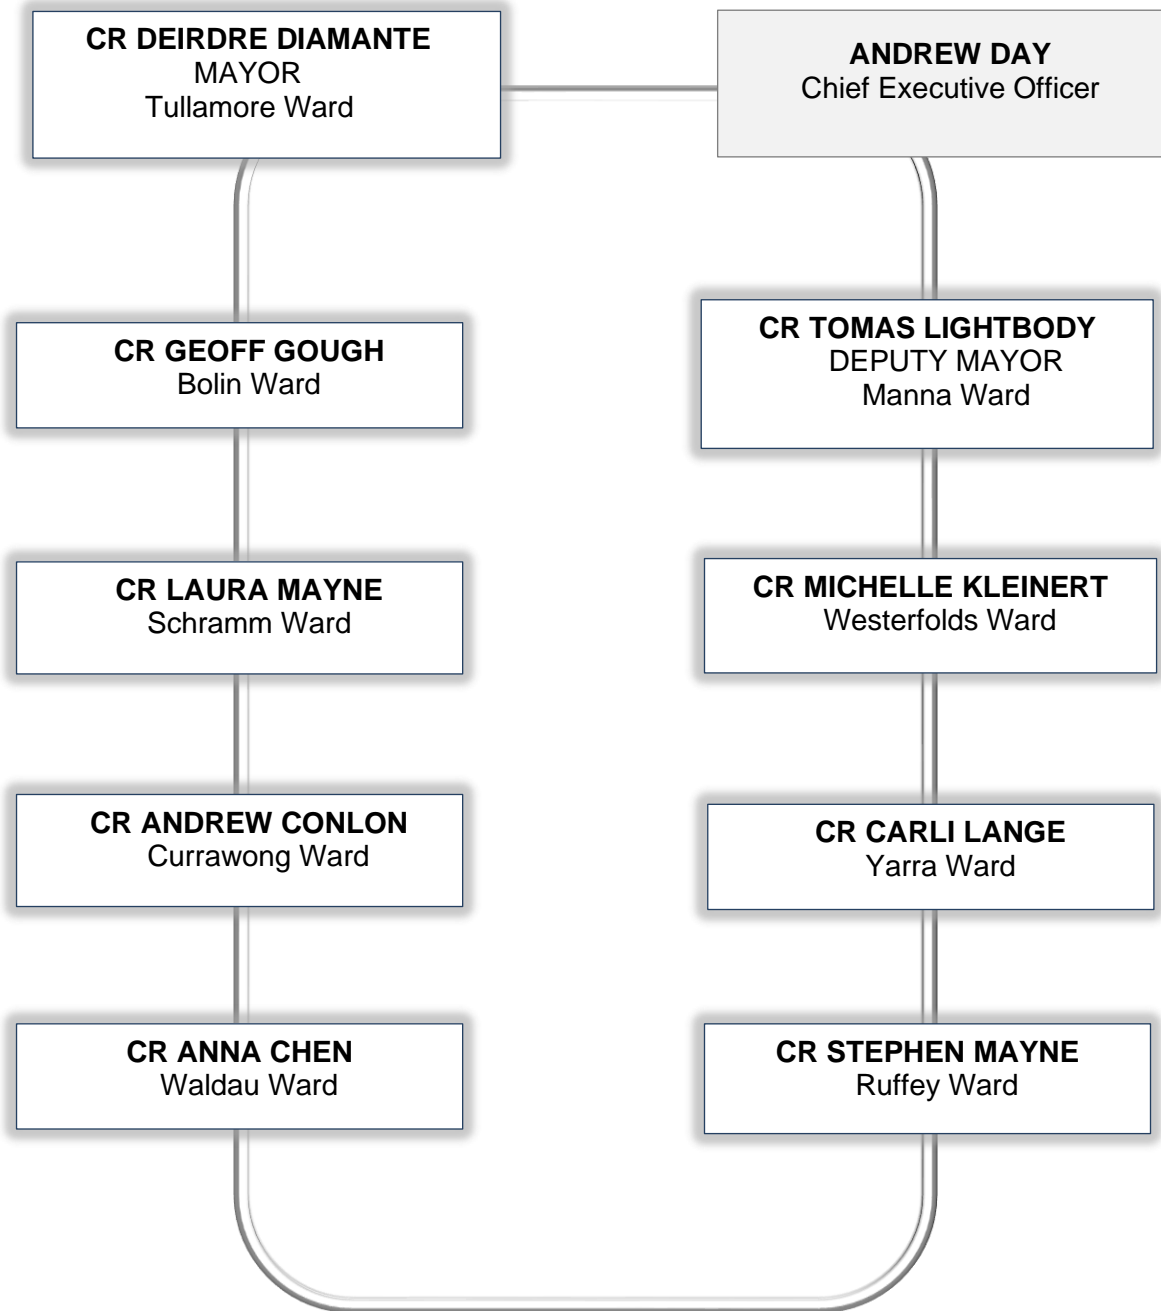 CR DEIRDRE DIAMANTE
MAYOR
Tullamore Ward
ANDREW DAY
Chief Executive Officer
CR GEOFF GOUGH
Bolin Ward
CR TOMAS LIGHTBODY
DEPUTY MAYOR
Manna Ward
CR LAURA MAYNE
Schramm Ward
CR MICHELLE KLEINERT
Westerfolds Ward
CR ANDREW CONLON
Currawong Ward
CR CARLI LANGE
Yarra Ward
CR ANNA CHEN
Waldau Ward
CR STEPHEN MAYNE
Ruffey Ward